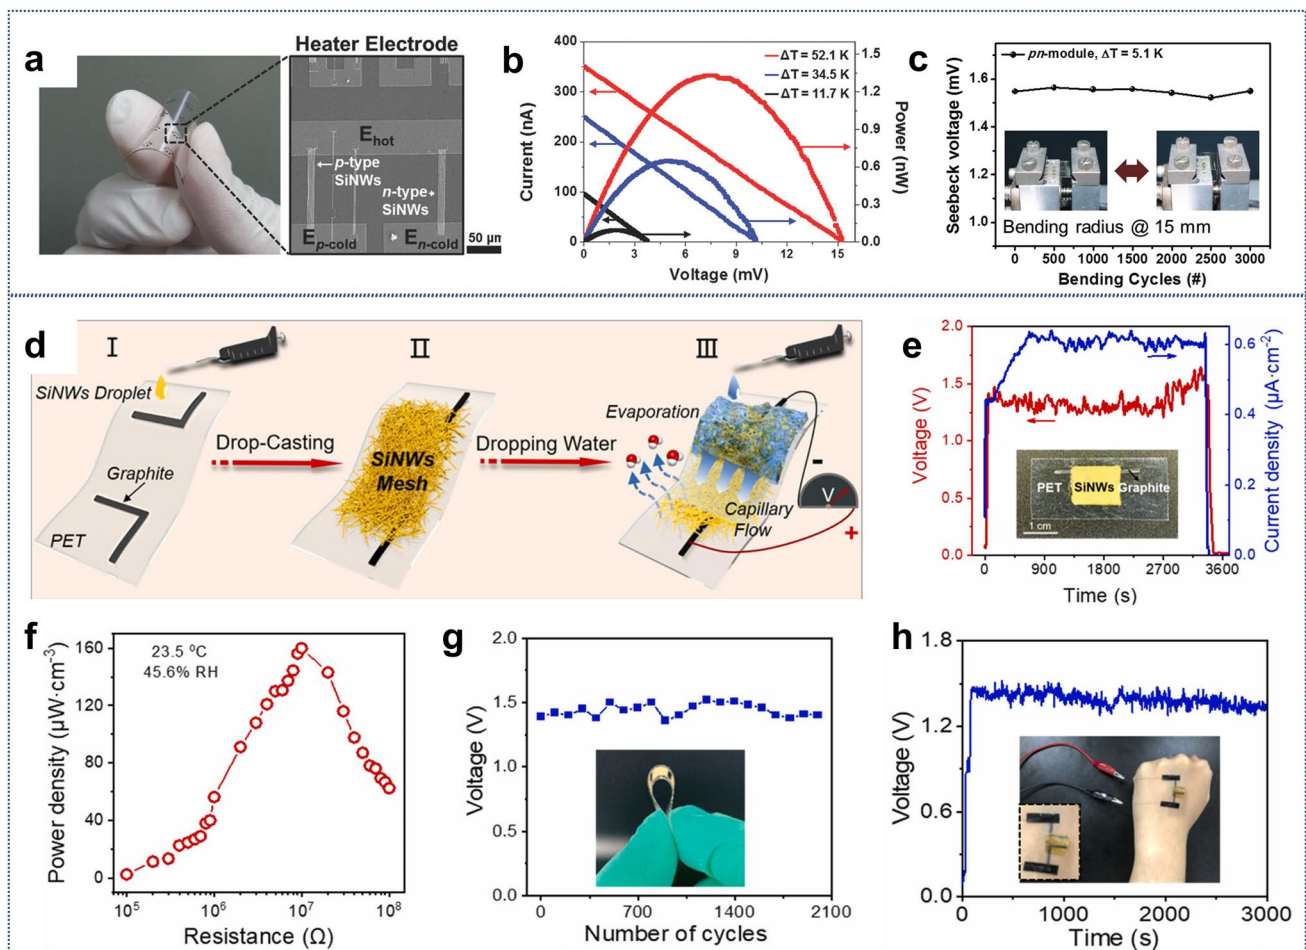 a
Heater Electrode
E_hot
p-type
SiNWs
n-type
SiNWs
E_p-cold
E_n-cold
50 µm
b
400
300
200
100
0
Current (nA)
ΔT = 52.1 K
ΔT = 34.5 K
ΔT = 11.7 K
1.5
1.2
0.9
0.6
0.3
0.0
Power (nW)
0 3 6 9 12 15
Voltage (mV)
c
pn-module, ΔT = 5.1 K
1.6
1.4
1.2
1.0
Seebeck voltage (mV)
Bending radius @ 15 mm
0 500 1000 1500 2000 2500 3000
Bending Cycles (#)
d
I
SiNWs Droplet
Graphite
PET
Drop-Casting
II
SiNWs
Mesh
Dropping Water
III
Evaporation
Capillary
Flow
-
V
+
e
2.0
1.5
1.0
0.5
0.0
Voltage (V)
0.6
0.4
0.2
0.0
Current density (µA·cm⁻²)
PET
SiNWs
Graphite
1 cm
0 900 1800 2700 3600
Time (s)
f
160
120
80
40
0
Power density (µW·cm⁻³)
23.5 ºC
45.6% RH
10⁵ 10⁶ 10⁷ 10⁸
Resistance (Ω)
g
2.0
1.5
1.0
0.5
0.0
Voltage (V)
0 700 1400 2100
Number of cycles
h
1.8
1.2
0.6
0.0
Voltage (V)
0 1000 2000 3000
Time (s)